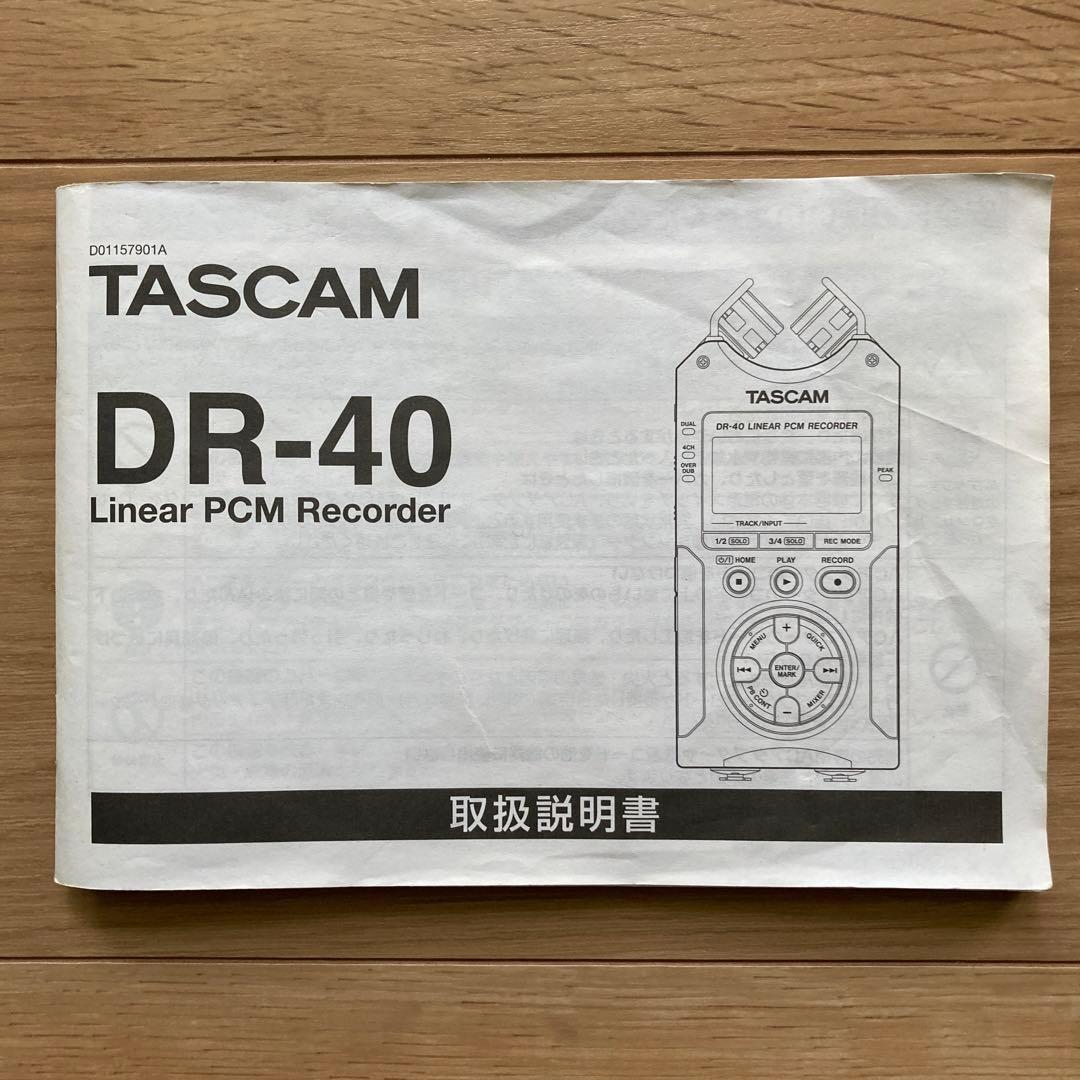 D01157901A
TASCAM
DR-40
Linear PCM Recorder
TASCAM
DR-40 LINEAR PCM RECORDER
DUAL
4CH
OVER
DUB
PEAK
TRACK/INPUT
1/2 SOLO 3/4 SOLO REC MODE
⏻/I HOME PLAY RECORD
MENU + QUICK
⏮ ENTER/ ⏭
MARK
PB CONT − MIXER
取扱説明書